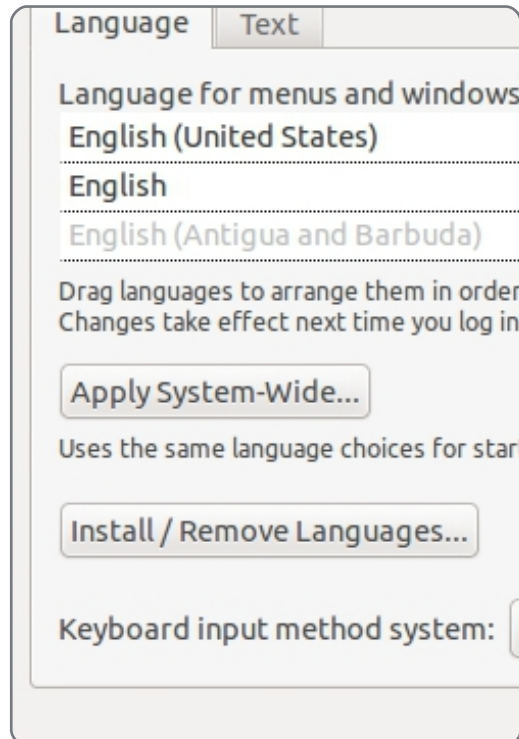 Language Text
Language for menus and windows
English (United States)
English
English (Antigua and Barbuda)
Drag languages to arrange them in order
Changes take effect next time you log in
Apply System-Wide...
Uses the same language choices for
Install / Remove Languages...
Keyboard input method system: